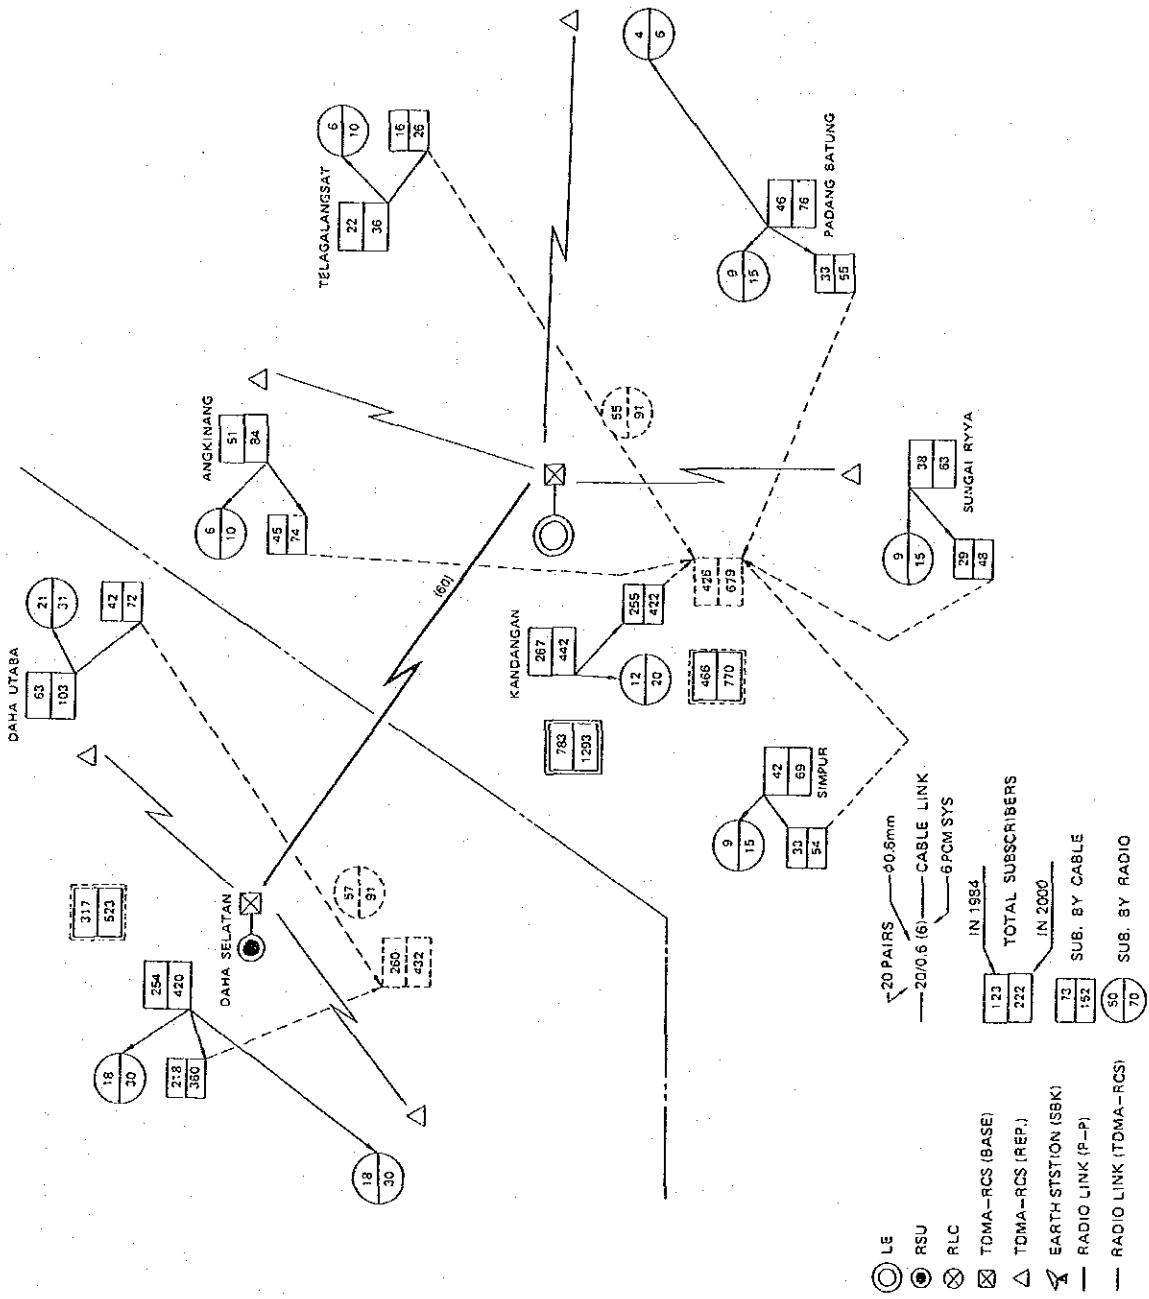 DAHA UTABA
63
103
21
31
42
72
ANGKINANG
51
84
6
10
45
74
TELAGALANGSAT
22
36
6
10
16
26
4
6
PADANG BATUNG
46
76
9
15
33
55
SUNGAI RYYA
38
63
9
15
29
48
55
91
426
679
KANDANGAN
267
442
255
422
12
20
466
770
783
1293
SIMPUR
42
69
9
15
33
54
(60)
DAHA SELATAN
317
523
254
420
18
30
218
360
18
30
57
91
260
432
20 PAIRS
φ0.6mm
20/0.6 (6)
CABLE LINK
6 PCM SYS
IN 1984
123
222
TOTAL SUBSCRIBERS
IN 2000
73
152
SUB. BY CABLE
50
70
SUB. BY RADIO
LE
RSU
RLC
TDMA-RCS (BASE)
TDMA-RCS (REP.)
EARTH STSTION (SBK)
RADIO LINK (P-P)
RADIO LINK (TDMA-RCS)